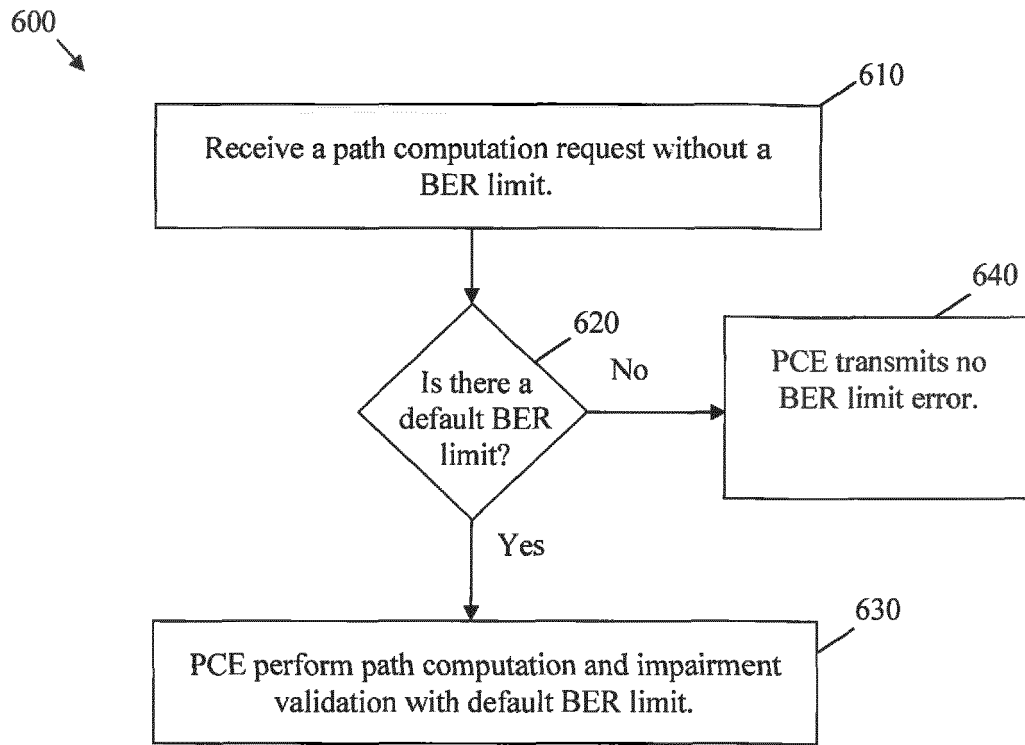 600
610
Receive a path computation request without a
BER limit.
620
640
Is there a
default BER
limit?
No
PCE transmits no
BER limit error.
Yes
630
PCE perform path computation and impairment
validation with default BER limit.